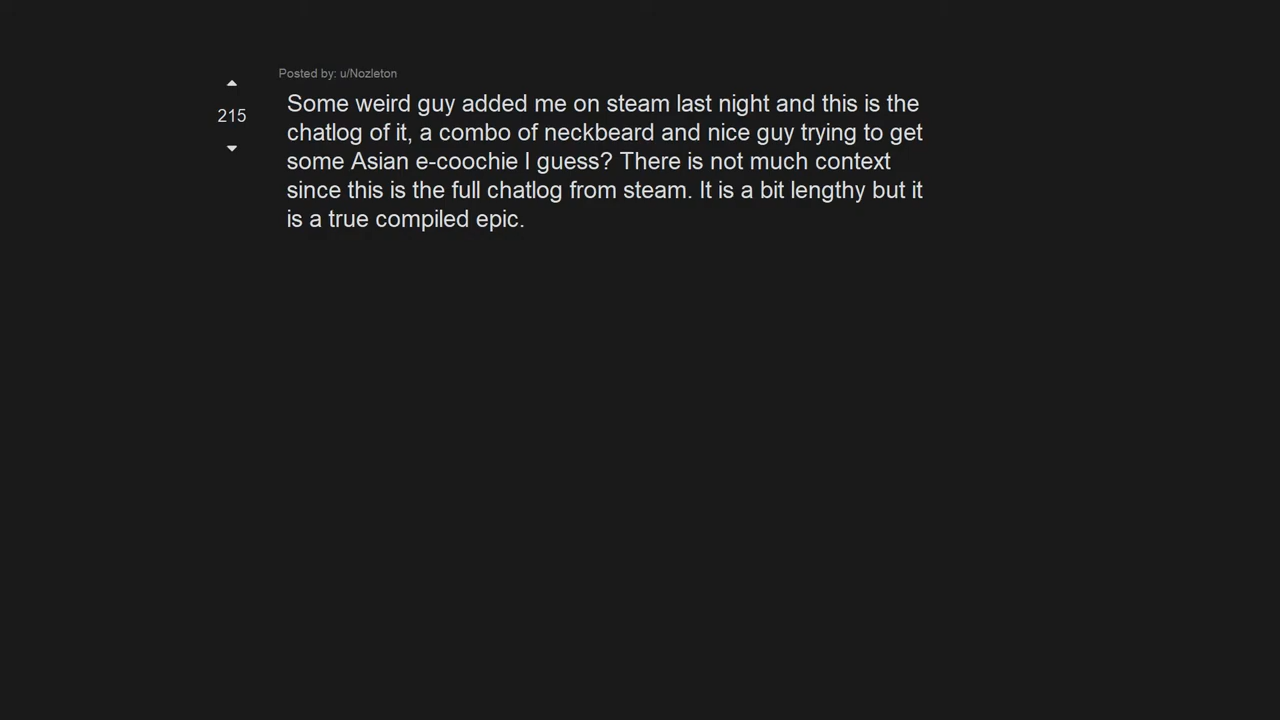 Posted by: u/Nozleton
Some weird guy added me on steam last night and this is the
215
chatlog of it, a combo of neckbeard and nice guy trying to get
some Asian e-coochie I guess? There is not much context
since this is the full chatlog from steam. It is a bit lengthy but it
is a true compiled epic.